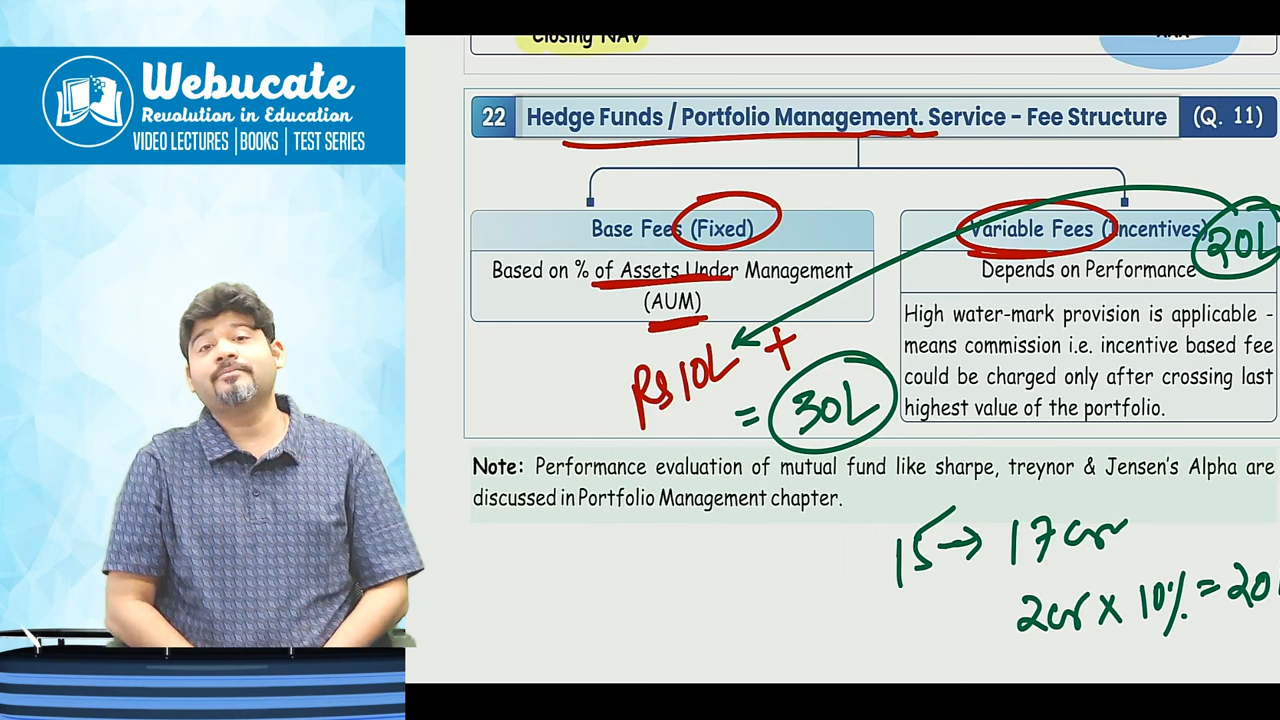 Webucate
Revolution in Education
VIDEO LECTURES | BOOKS | TEST SERIES
Closing NAV
22 Hedge Funds / Portfolio Management. Service - Fee Structure (Q. 11)
Base Fees (Fixed)
Based on % of Assets Under Management
(AUM)
Variable Fees (Incentives)
20L
Depends on Performance
High water-mark provision is applicable -
means commission i.e. incentive based fee
could be charged only after crossing last
highest value of the portfolio.
Rs 10L +
= 30L
Note: Performance evaluation of mutual fund like sharpe, treynor & Jensen's Alpha are
discussed in Portfolio Management chapter.
15 → 17 cr
2cr x 10% = 20